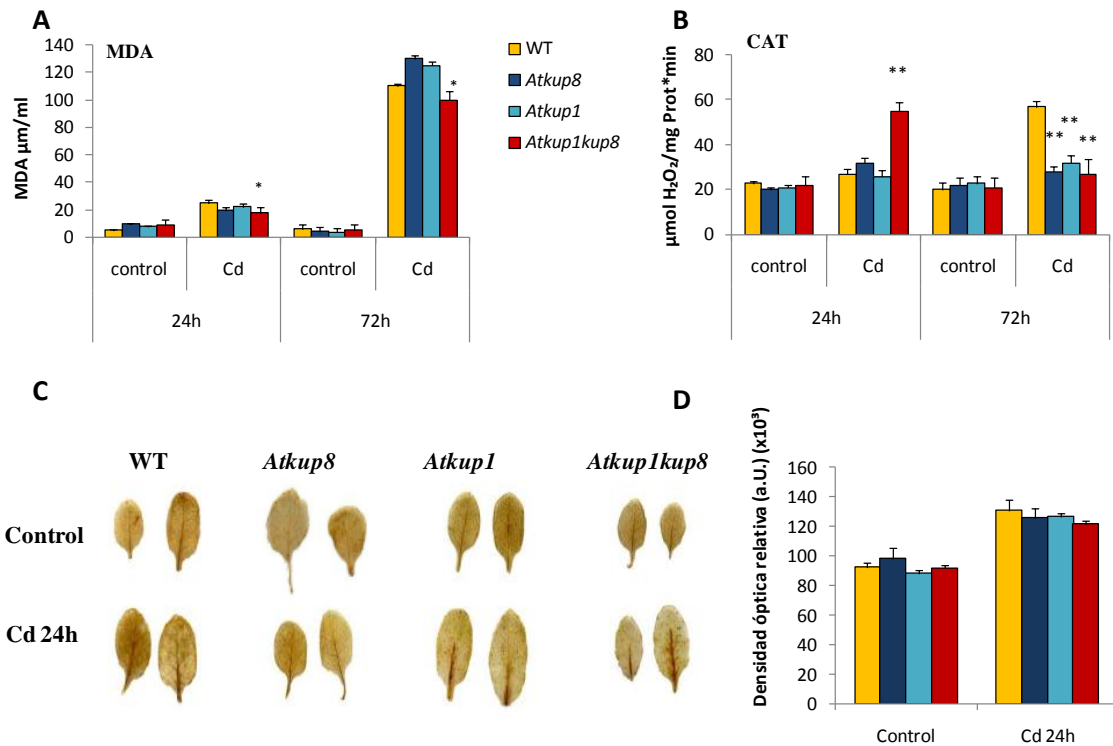 A
MDA
MDA µm/ml
140
120
100
80
60
40
20
0
*
*
control
Cd
control
Cd
24h
72h
WT
Atkup8
Atkup1
Atkup1kup8
B
CAT
µmol H₂O₂/mg Prot*min
80
60
40
20
0
**
**
**
**
control
Cd
control
Cd
24h
72h
C
WT
Atkup8
Atkup1
Atkup1kup8
Control
Cd 24h
D
Densidad óptica relativa (a.U.) (x10³)
160
140
120
100
80
60
40
20
0
Control
Cd 24h